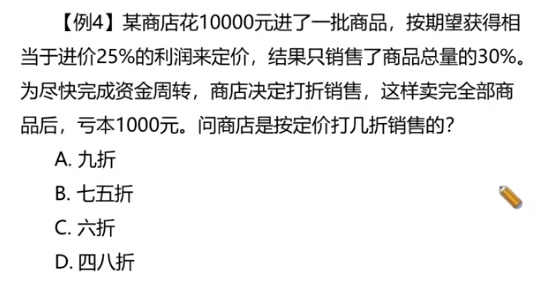 【例4】某商店花10000元进了一批商品，按期望获得相
当于进价25%的利润来定价，结果只销售了商品总量的30%。
为尽快完成资金周转，商店决定打折销售，这样卖完全部商
品后，亏本1000元。问商店是按定价打几折销售的？
A. 九折
B. 七五折
C. 六折
D. 四八折